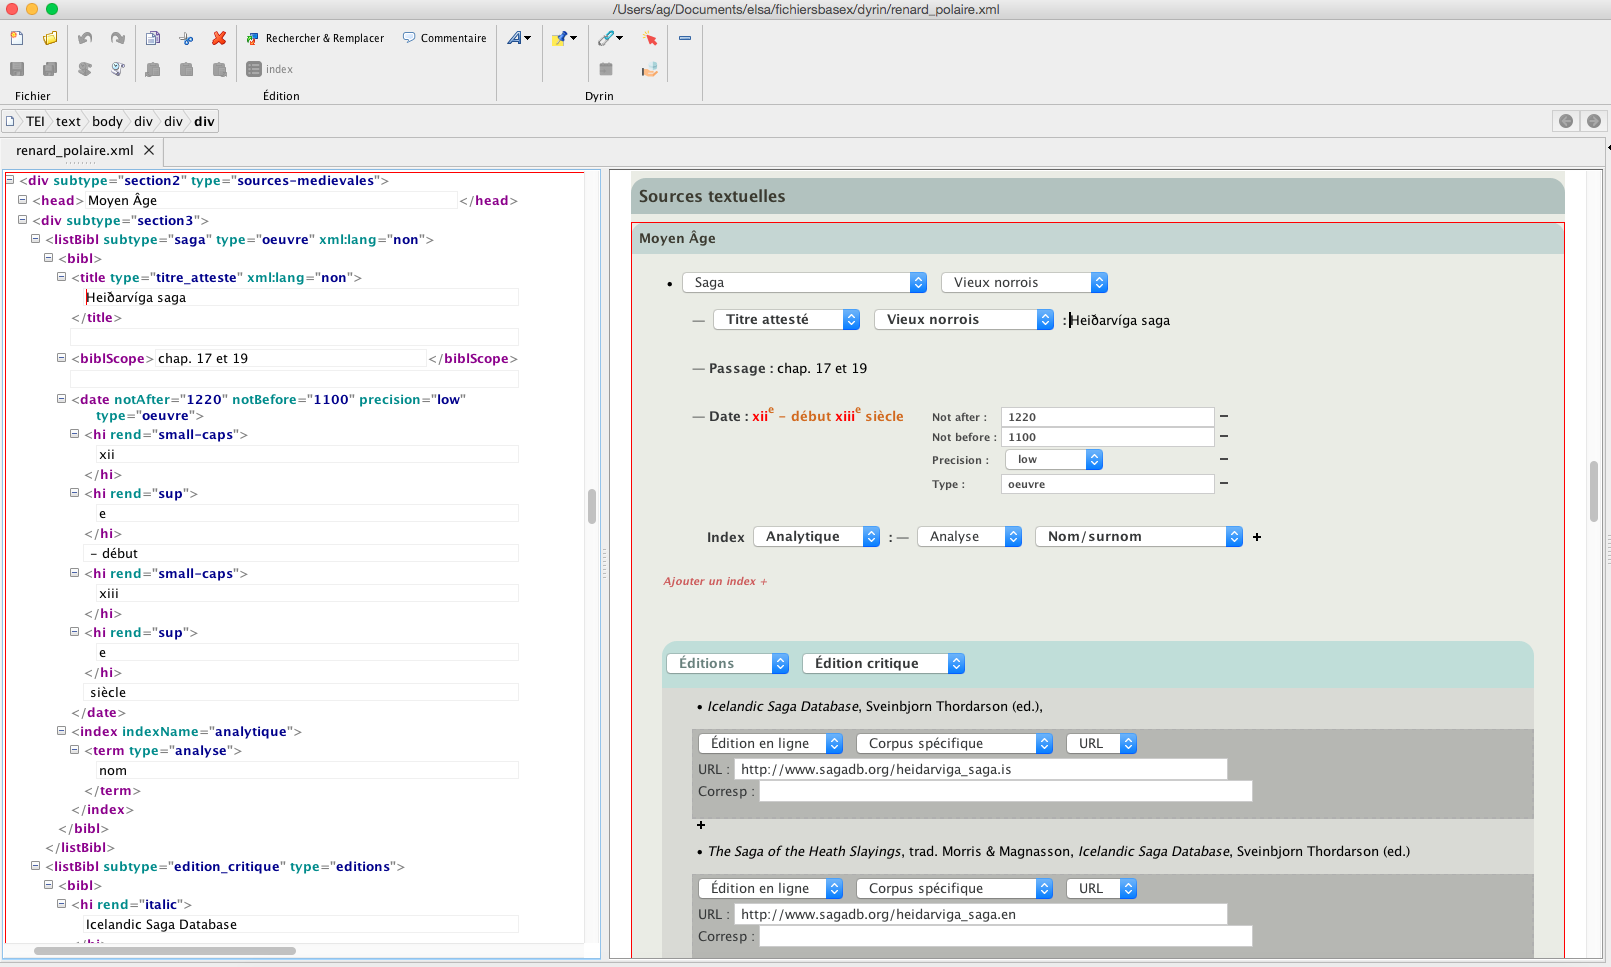 /Users/ag/Documents/elsa/fichiersbasex/dyrin/renard_polaire.xml
Rechercher & Remplacer
Commentaire
index
Fichier
Édition
Dyrin
TEI text body div div div
renard_polaire.xml
<div subtype="section2" type="sources-medievales">
<head> Moyen Âge </head>
<div subtype="section3">
<listBibl subtype="saga" type="oeuvre" xml:lang="non">
<bibl>
<title type="titre_atteste" xml:lang="non">
Heiðarvíga saga
</title>
<biblScope> chap. 17 et 19 </biblScope>
<date notAfter="1220" notBefore="1100" precision="low"
type="oeuvre">
<hi rend="small-caps">
xii
</hi>
<hi rend="sup">
e
</hi>
– début
<hi rend="small-caps">
xiii
</hi>
<hi rend="sup">
e
</hi>
siècle
</date>
<index indexName="analytique">
<term type="analyse">
nom
</term>
</index>
</bibl>
</listBibl>
<listBibl subtype="edition_critique" type="editions">
<bibl>
<hi rend="italic">
Icelandic Saga Database
Sources textuelles
Moyen Âge
• Saga Vieux norrois
— Titre attesté Vieux norrois : Heiðarvíga saga
— Passage : chap. 17 et 19
— Date : xiie – début xiiie siècle
Not after : 1220 –
Not before : 1100 –
Precision : low –
Type : oeuvre –
Index Analytique : — Analyse Nom/surnom +
Ajouter un index +
Éditions Édition critique
• Icelandic Saga Database, Sveinbjorn Thordarson (ed.),
Édition en ligne Corpus spécifique URL
URL : http://www.sagadb.org/heidarviga_saga.is
Corresp :
+
• The Saga of the Heath Slayings, trad. Morris & Magnasson, Icelandic Saga Database, Sveinbjorn Thordarson (ed.)
Édition en ligne Corpus spécifique URL
URL : http://www.sagadb.org/heidarviga_saga.en
Corresp :